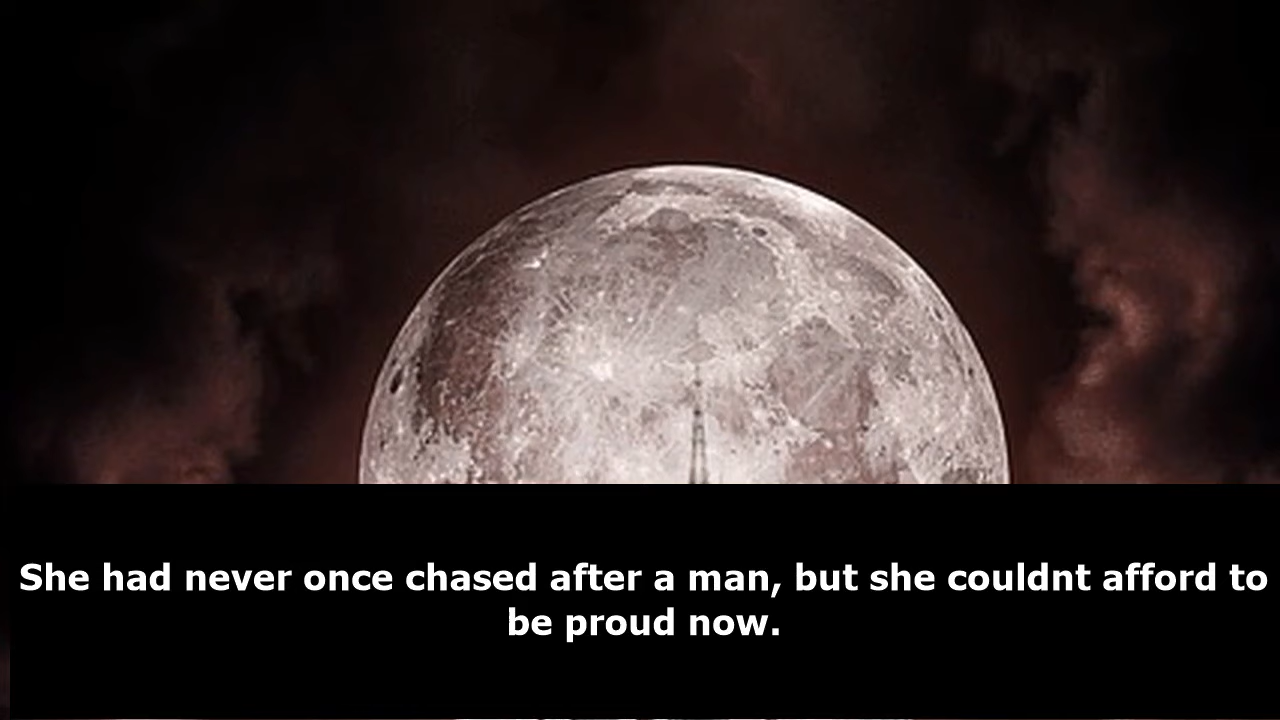 She had never once chased after a man, but she couldnt afford to
be proud now.